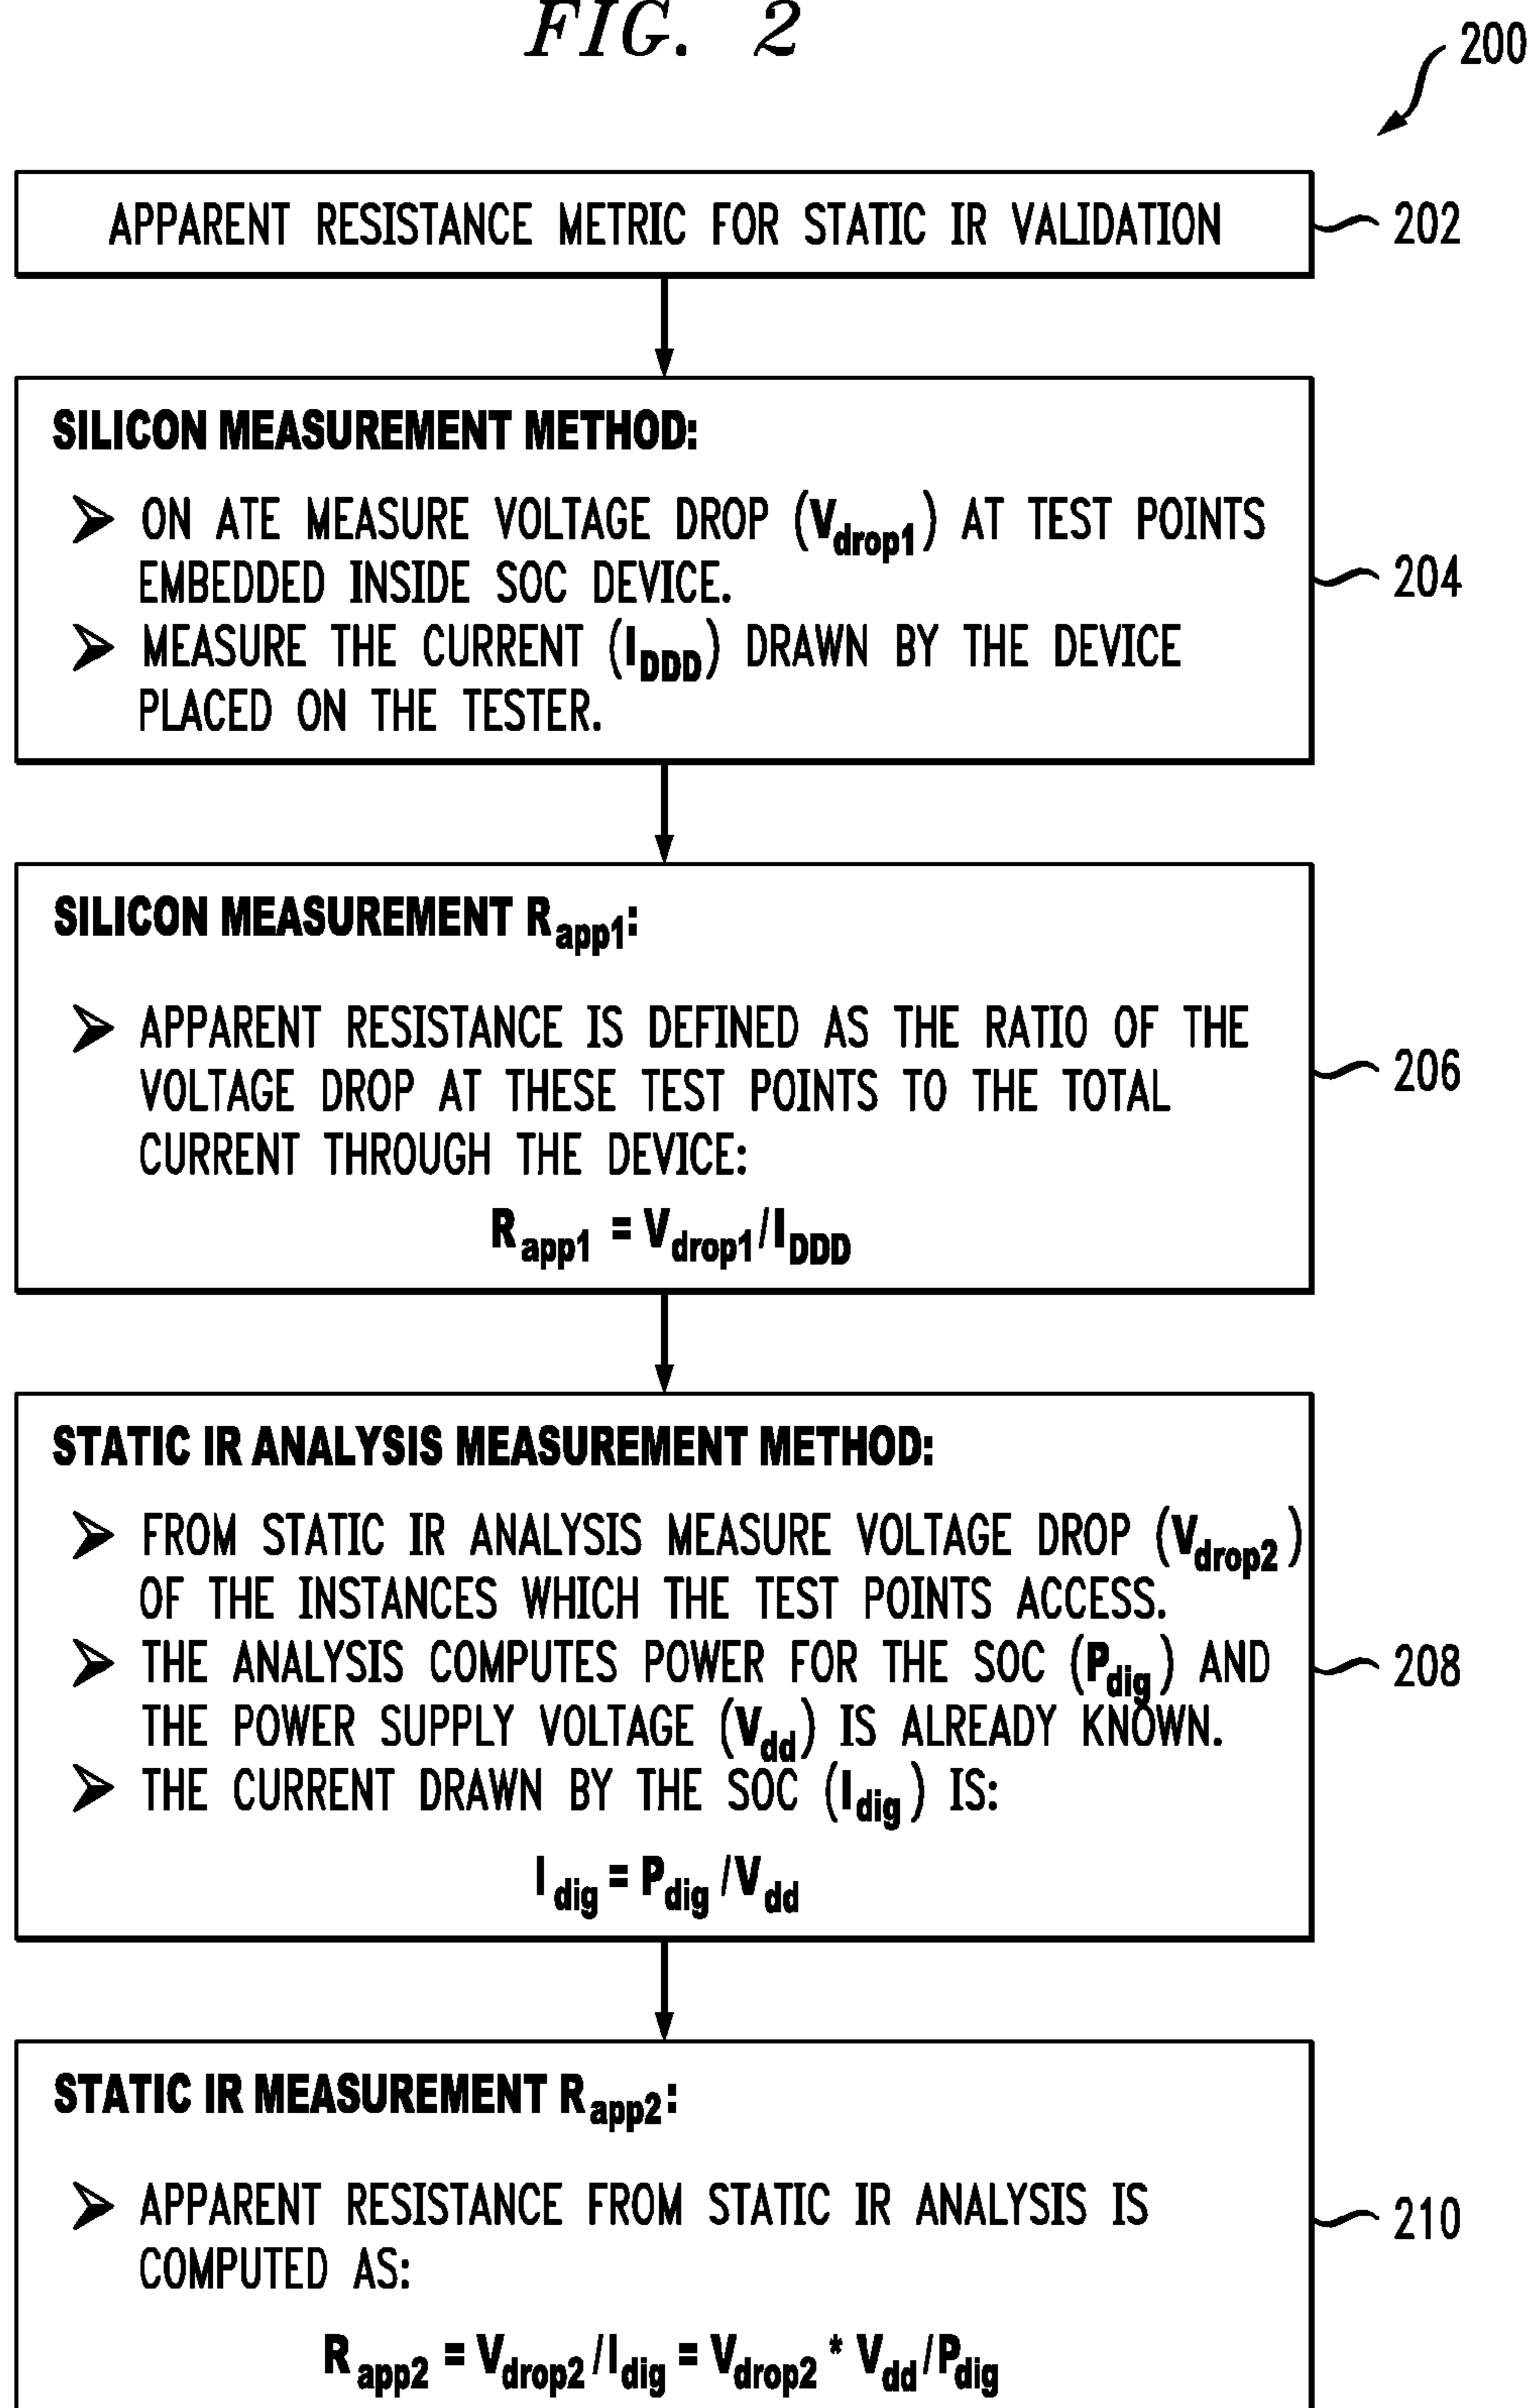 FIG. 2
200
APPARENT RESISTANCE METRIC FOR STATIC IR VALIDATION
202
SILICON MEASUREMENT METHOD:
➢ ON ATE MEASURE VOLTAGE DROP (Vdrop1) AT TEST POINTS
EMBEDDED INSIDE SOC DEVICE.
➢ MEASURE THE CURRENT (IDDD) DRAWN BY THE DEVICE
PLACED ON THE TESTER.
204
SILICON MEASUREMENT Rapp1:
➢ APPARENT RESISTANCE IS DEFINED AS THE RATIO OF THE
VOLTAGE DROP AT THESE TEST POINTS TO THE TOTAL
CURRENT THROUGH THE DEVICE:
Rapp1 = Vdrop1/IDDD
206
STATIC IR ANALYSIS MEASUREMENT METHOD:
➢ FROM STATIC IR ANALYSIS MEASURE VOLTAGE DROP (Vdrop2)
OF THE INSTANCES WHICH THE TEST POINTS ACCESS.
➢ THE ANALYSIS COMPUTES POWER FOR THE SOC (Pdig) AND
THE POWER SUPPLY VOLTAGE (Vdd) IS ALREADY KNOWN.
➢ THE CURRENT DRAWN BY THE SOC (Idig) IS:
Idig = Pdig /Vdd
208
STATIC IR MEASUREMENT Rapp2:
➢ APPARENT RESISTANCE FROM STATIC IR ANALYSIS IS
COMPUTED AS:
Rapp2 = Vdrop2/Idig = Vdrop2 * Vdd/Pdig
210